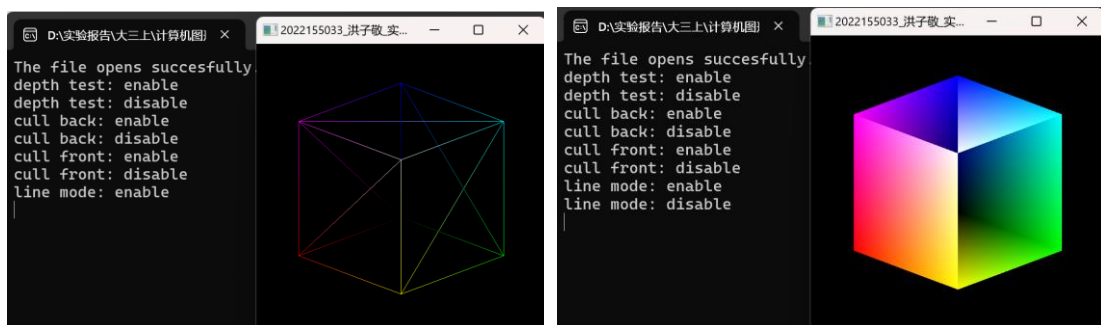 D:\实验报告\大三上\计算机图
2022155033_洪子敬_实...
The file opens succesfully.
depth test: enable
depth test: disable
cull back: enable
cull back: disable
cull front: enable
cull front: disable
line mode: enable
D:\实验报告\大三上\计算机图
2022155033_洪子敬_实...
The file opens succesfully
depth test: enable
depth test: disable
cull back: enable
cull back: disable
cull front: enable
cull front: disable
line mode: enable
line mode: disable